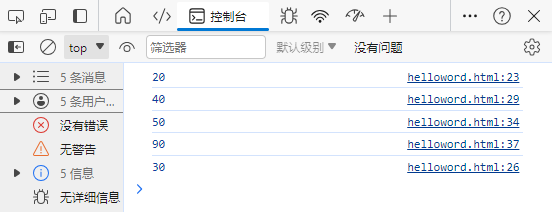 控制台
top
筛选器
默认级别
没有问题
5 条消息
5 条用户...
没有错误
无警告
5 信息
无详细信息
20 helloword.html:23
40 helloword.html:29
50 helloword.html:34
90 helloword.html:37
30 helloword.html:26